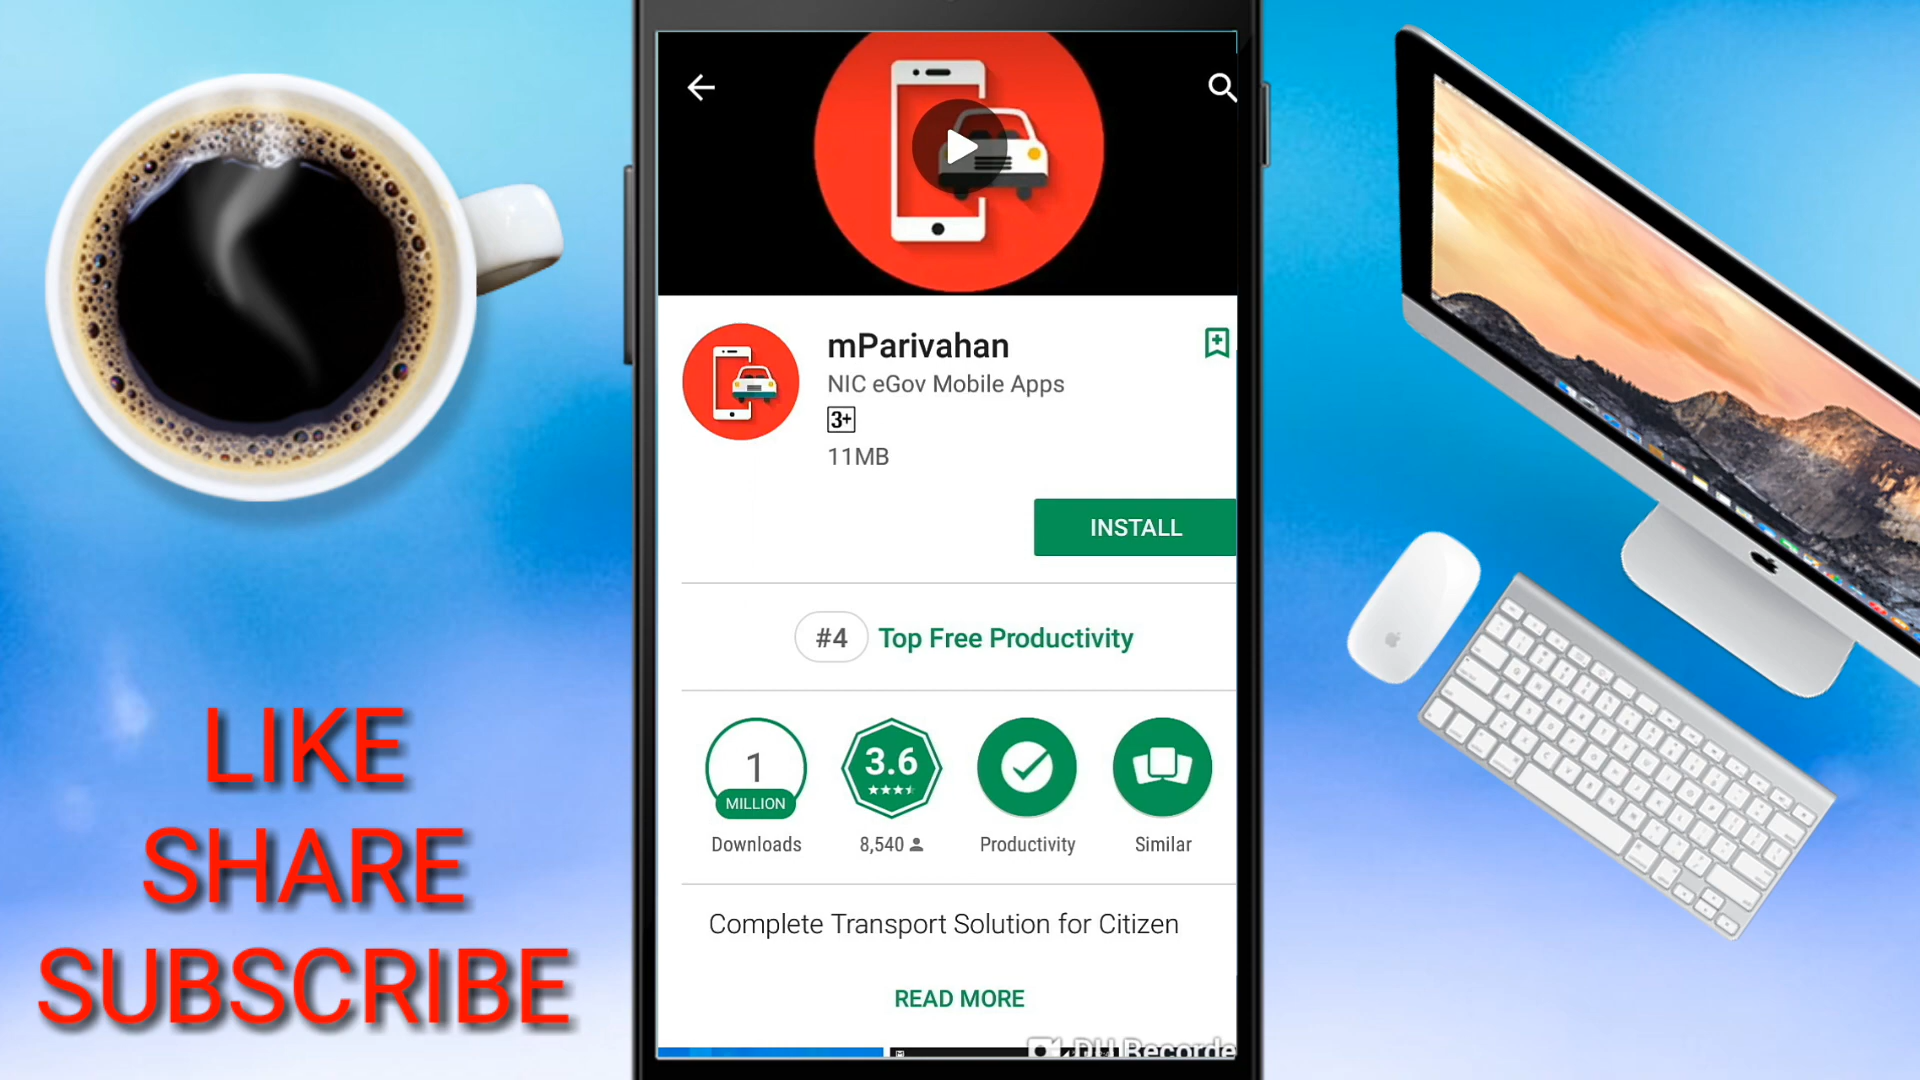 mParivahan
NIC eGov Mobile Apps
3+
11MB
INSTALL
#4 Top Free Productivity
1
MILLION
Downloads
3.6
8,540
Productivity
Similar
Complete Transport Solution for Citizen
READ MORE
LIKE
SHARE
SUBSCRIBE